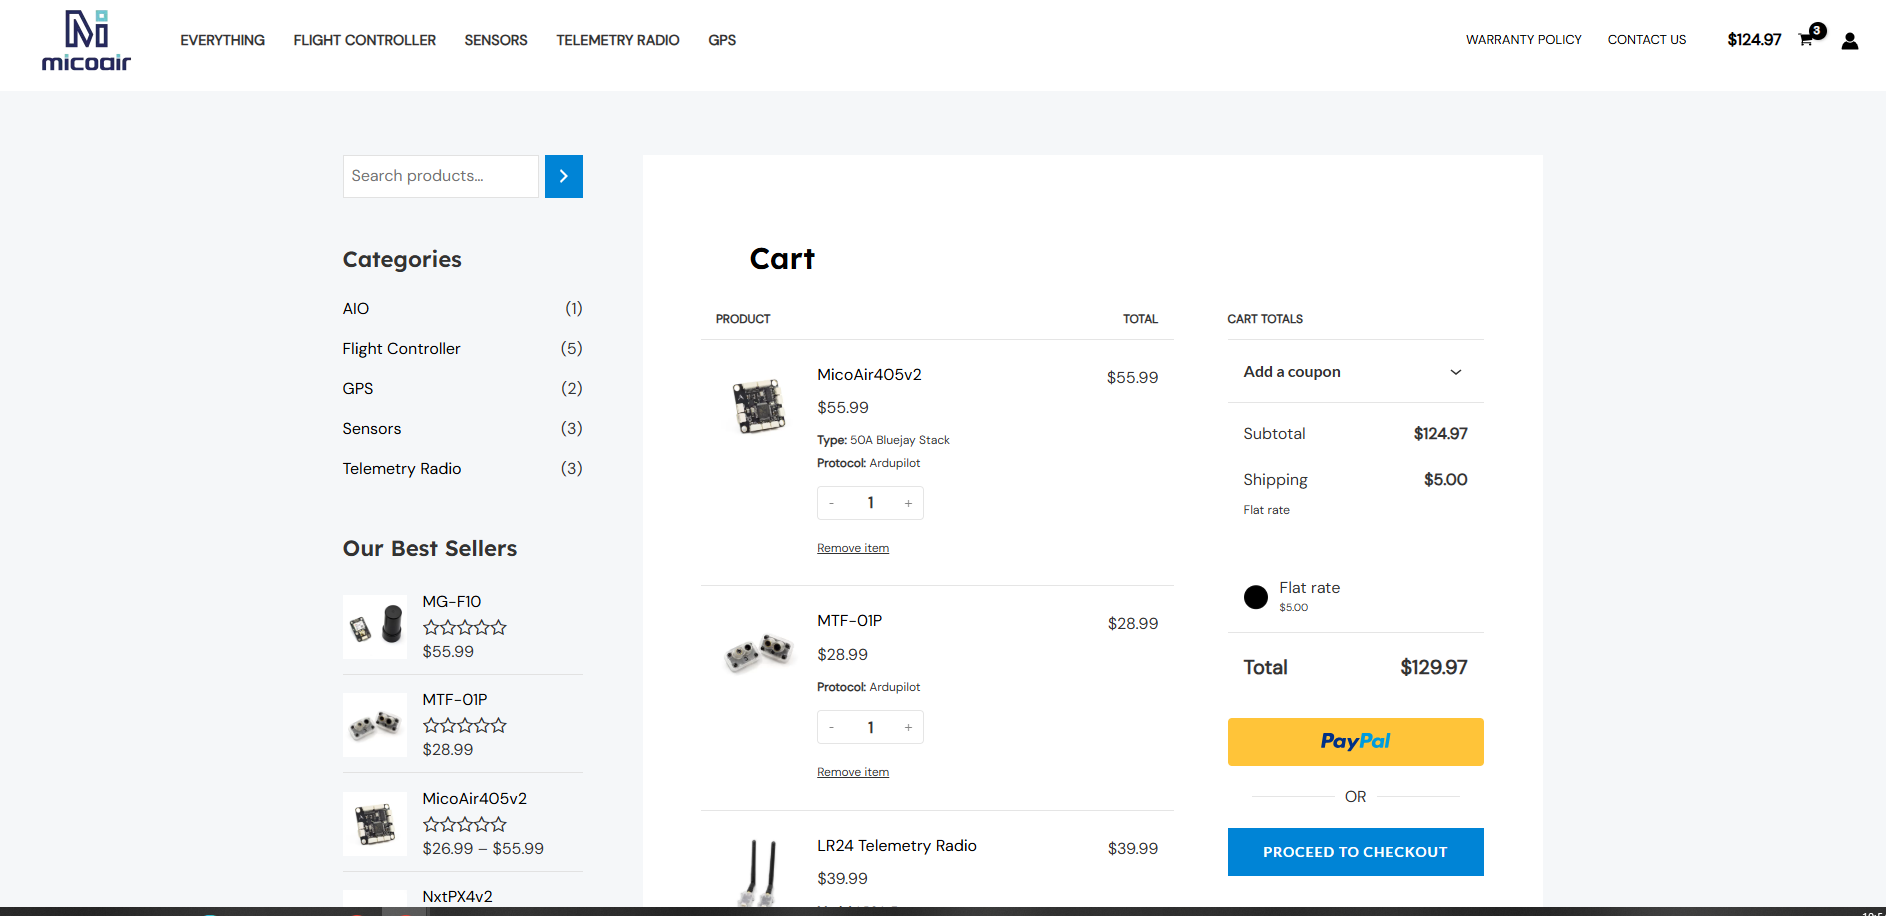 micoair
EVERYTHING
FLIGHT CONTROLLER
SENSORS
TELEMETRY RADIO
GPS
WARRANTY POLICY
CONTACT US
$124.97
3
Search products...
Categories
AIO (1)
Flight Controller (5)
GPS (2)
Sensors (3)
Telemetry Radio (3)
Our Best Sellers
MG-F10
$55.99
MTF-01P
$28.99
MicoAir405v2
$26.99 – $55.99
NxtPX4v2
Cart
PRODUCT TOTAL
MicoAir405v2 $55.99
$55.99
Type: 50A Bluejay Stack
Protocol: Ardupilot
- 1 +
Remove item
MTF-01P $28.99
$28.99
Protocol: Ardupilot
- 1 +
Remove item
LR24 Telemetry Radio $39.99
$39.99
CART TOTALS
Add a coupon
Subtotal $124.97
Shipping $5.00
Flat rate
Flat rate
$5.00
Total $129.97
PayPal
OR
PROCEED TO CHECKOUT